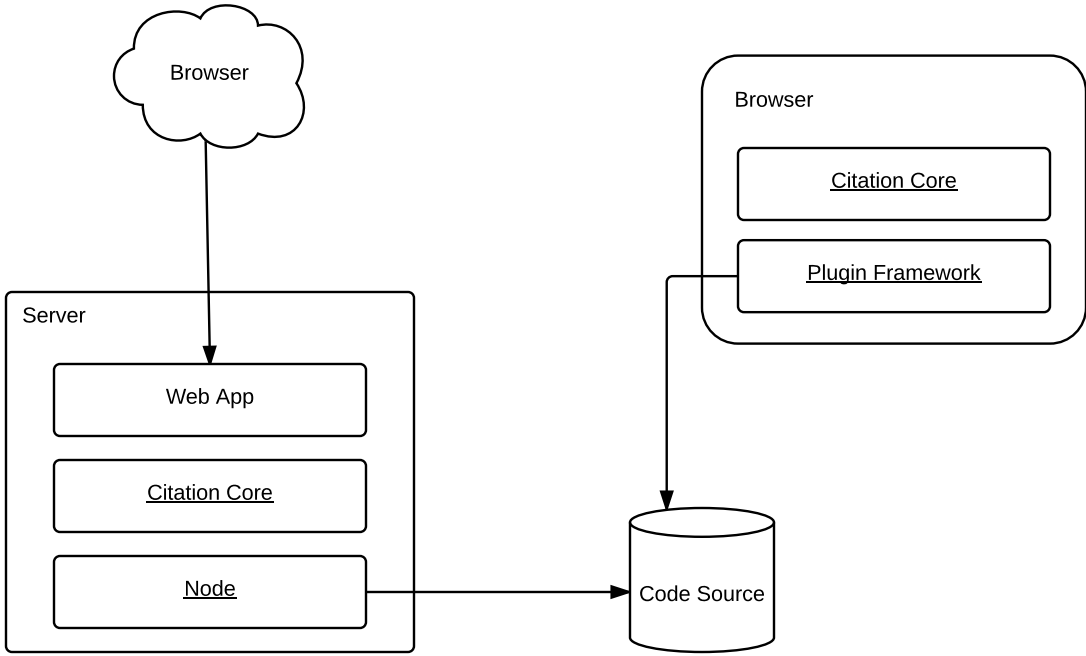 Browser
Browser
Citation Core
Plugin Framework
Server
Web App
Citation Core
Node
Code Source